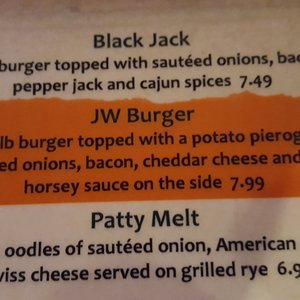 Black Jack
burger topped with sautéed onions, bac
pepper jack and cajun spices 7.49
JW Burger
lb burger topped with a potato pierog
ed onions, bacon, cheddar cheese and
horsey sauce on the side 7.99
Patty Melt
oodles of sautéed onion, American
viss cheese served on grilled rye 6.9